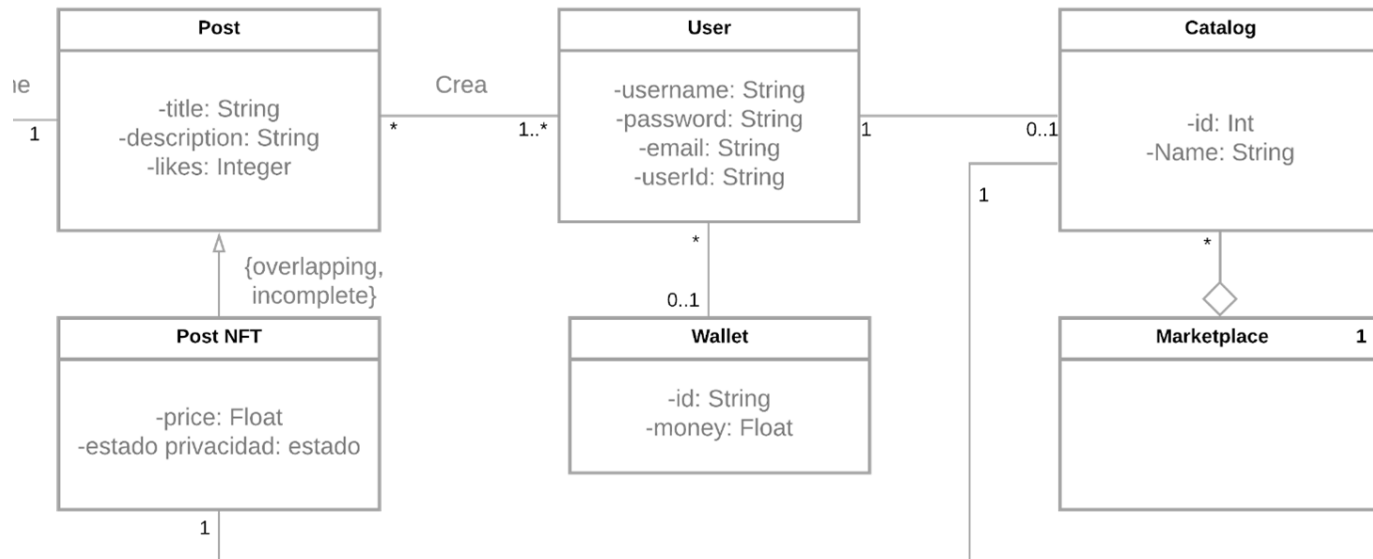 Post
-title: String
-description: String
-likes: Integer
1
Crea
*
1..*
User
-username: String
-password: String
-email: String
-userId: String
1
0..1
Catalog
-id: Int
-Name: String
1
{overlapping,
incomplete}
*
0..1
*
Post NFT
-price: Float
-estado privacidad: estado
1
Wallet
-id: String
-money: Float
Marketplace 1